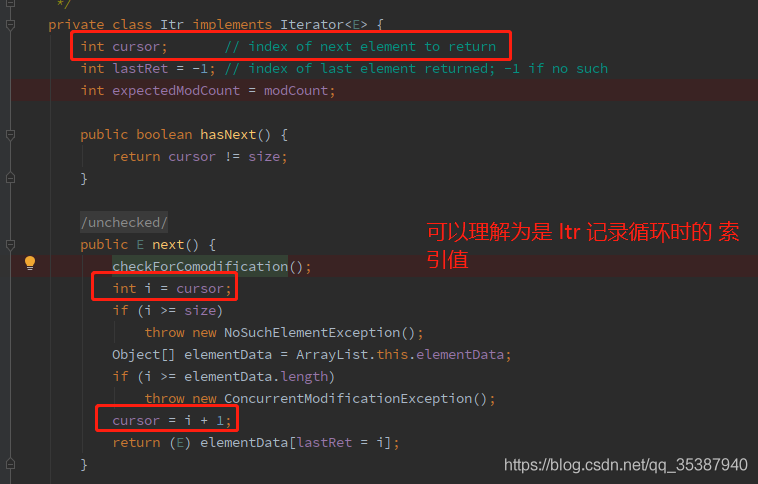 */
private class Itr implements Iterator<E> {
int cursor;       // index of next element to return
int lastRet = -1; // index of last element returned; -1 if no such
int expectedModCount = modCount;
public boolean hasNext() {
return cursor != size;
}
/unchecked/
public E next() {
checkForComodification();
int i = cursor;
if (i >= size)
throw new NoSuchElementException();
Object[] elementData = ArrayList.this.elementData;
if (i >= elementData.length)
throw new ConcurrentModificationException();
cursor = i + 1;
return (E) elementData[lastRet = i];
}
可以理解为是 Itr 记录循环时的 索
引值
https://blog.csdn.net/qq_35387940